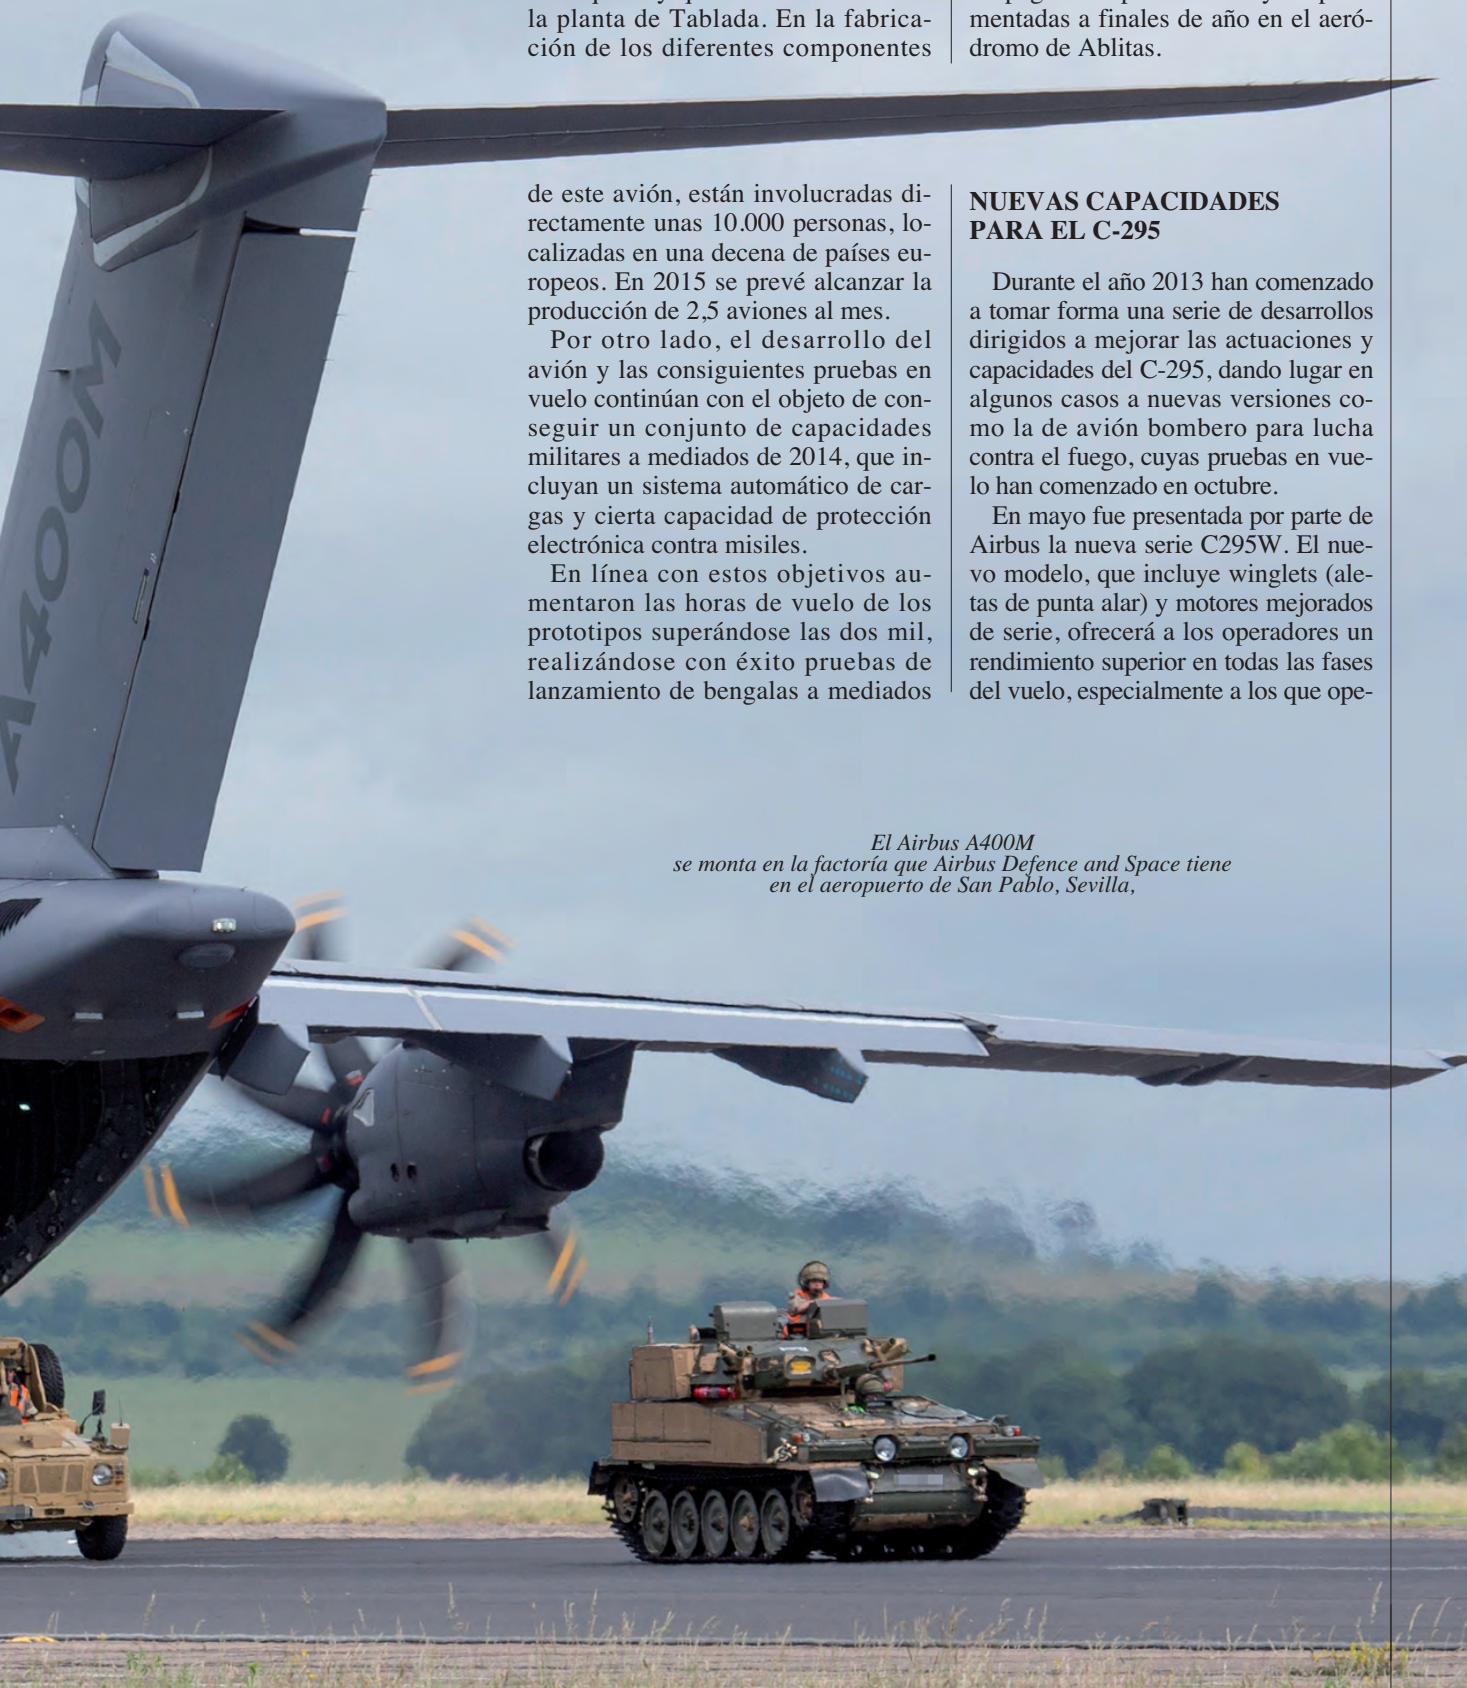 la planta de Tablada. En la fabrica-
ción de los diferentes componentes
de este avión, están involucradas di-
rectamente unas 10.000 personas, lo-
calizadas en una decena de países eu-
ropeos. En 2015 se prevé alcanzar la
producción de 2,5 aviones al mes.
Por otro lado, el desarrollo del
avión y las consiguientes pruebas en
vuelo continúan con el objeto de con-
seguir un conjunto de capacidades
militares a mediados de 2014, que in-
cluyan un sistema automático de car-
gas y cierta capacidad de protección
electrónica contra misiles.
En línea con estos objetivos au-
mentaron las horas de vuelo de los
prototipos superándose las dos mil,
realizándose con éxito pruebas de
lanzamiento de bengalas a mediados
mentadas a finales de año en el aeró-
dromo de Ablitas.
NUEVAS CAPACIDADES
PARA EL C-295
Durante el año 2013 han comenzado
a tomar forma una serie de desarrollos
dirigidos a mejorar las actuaciones y
capacidades del C-295, dando lugar en
algunos casos a nuevas versiones co-
mo la de avión bombero para lucha
contra el fuego, cuyas pruebas en vue-
lo han comenzado en octubre.
En mayo fue presentada por parte de
Airbus la nueva serie C295W. El nue-
vo modelo, que incluye winglets (ale-
tas de punta alar) y motores mejorados
de serie, ofrecerá a los operadores un
rendimiento superior en todas las fases
del vuelo, especialmente a los que ope-
El Airbus A400M
se monta en la factoría que Airbus Defence and Space tiene
en el aeropuerto de San Pablo, Sevilla,
A400M